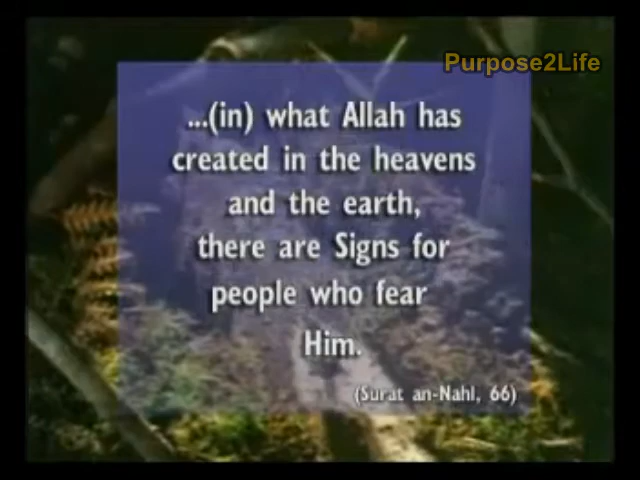 Purpose2Life
...(in) what Allah has
created in the heavens
and the earth,
there are Signs for
people who fear
Him.
(Surat an-Nahl, 66)